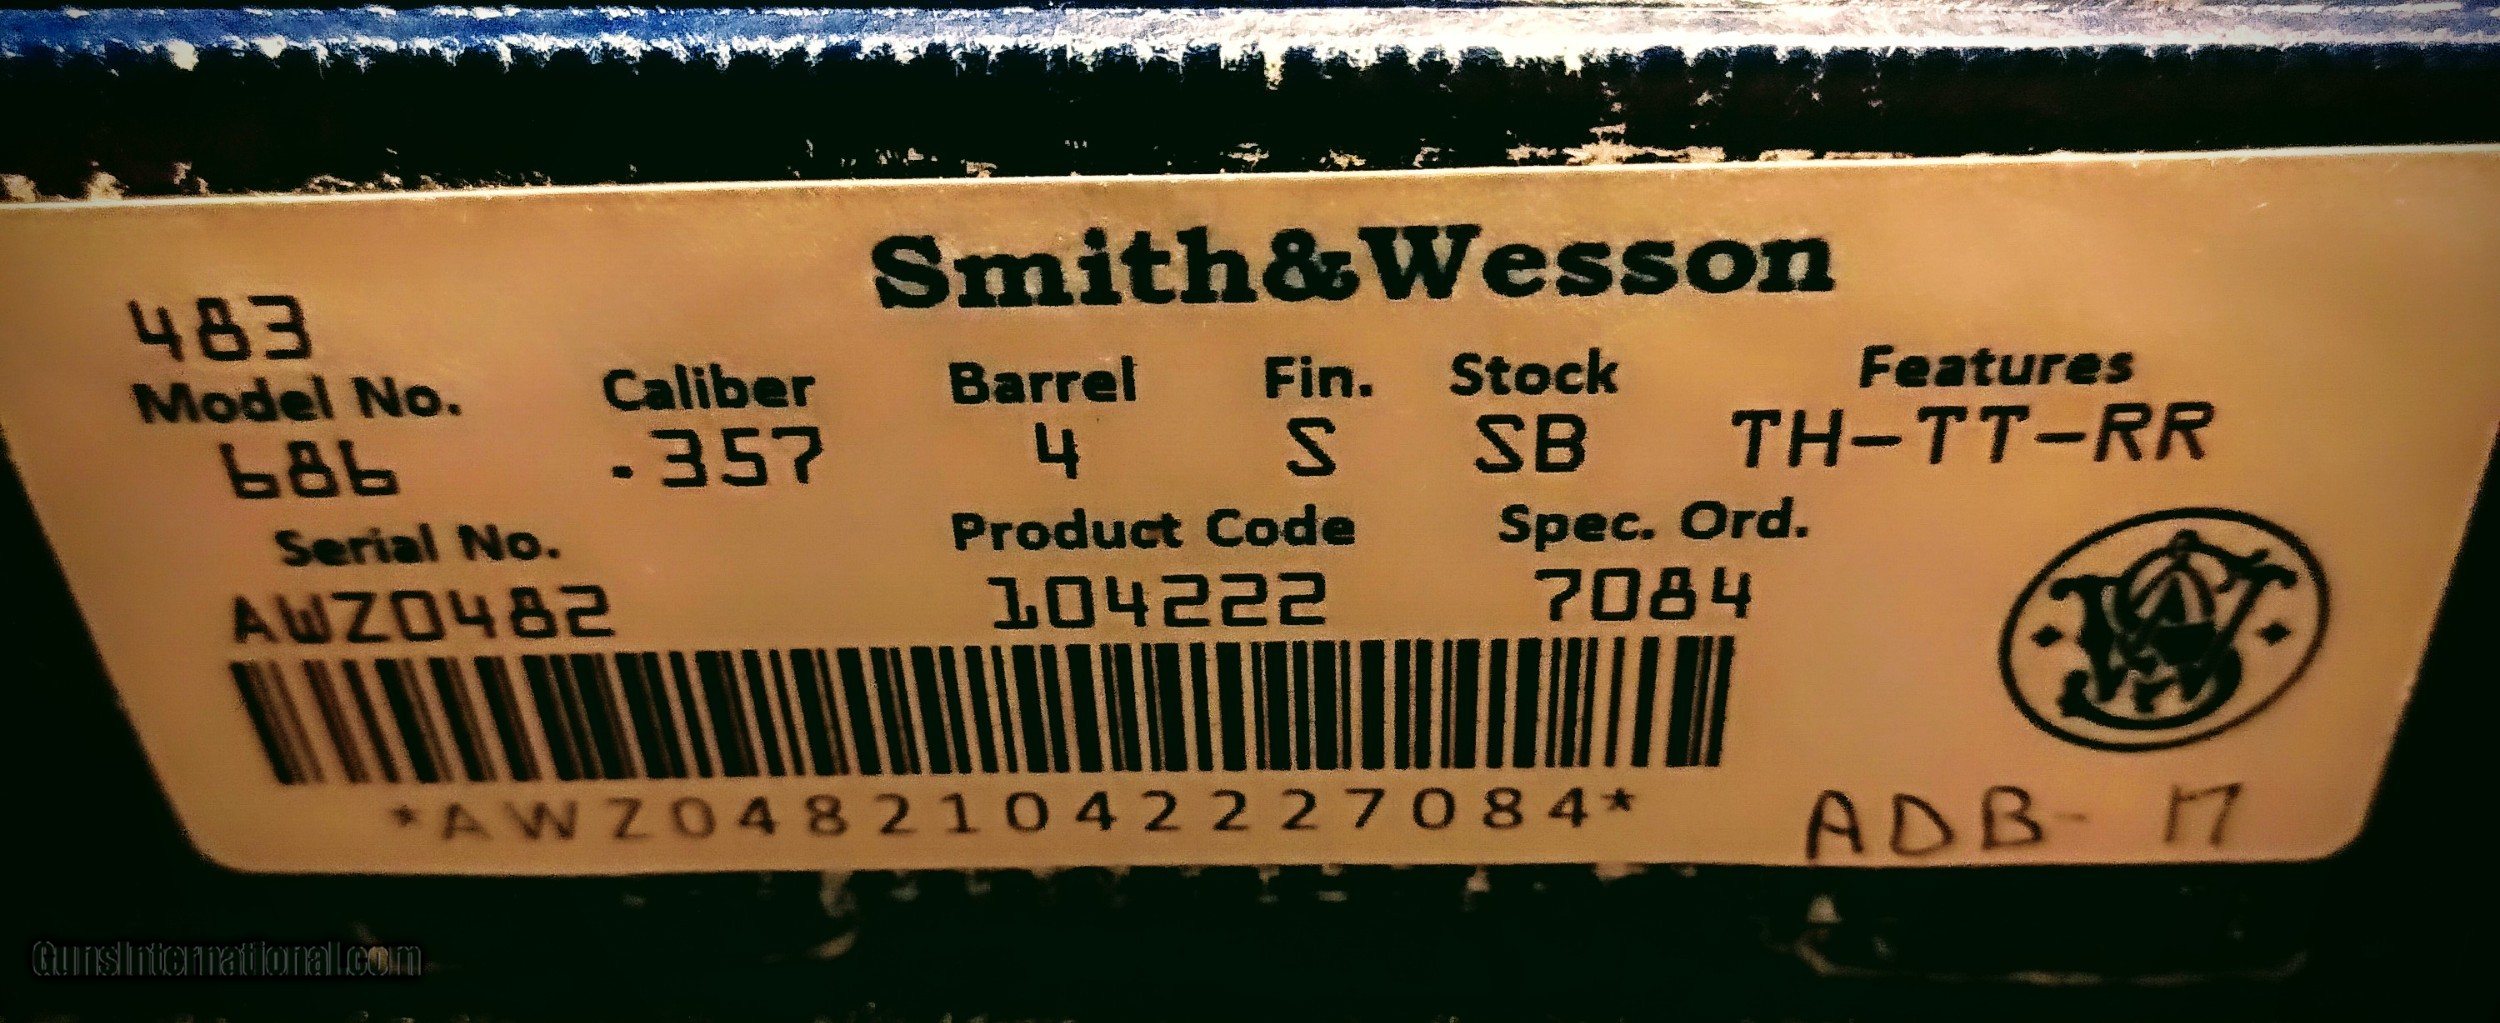 Smith&Wesson
483
Model No. Caliber Barrel Fin. Stock Features
686 .357 4 S SB TH-TT-RR
Serial No. Product Code Spec. Ord.
AWZ0482 104222 7084
*AWZ04821042227084*
ADB- 17
GunsInternational.com